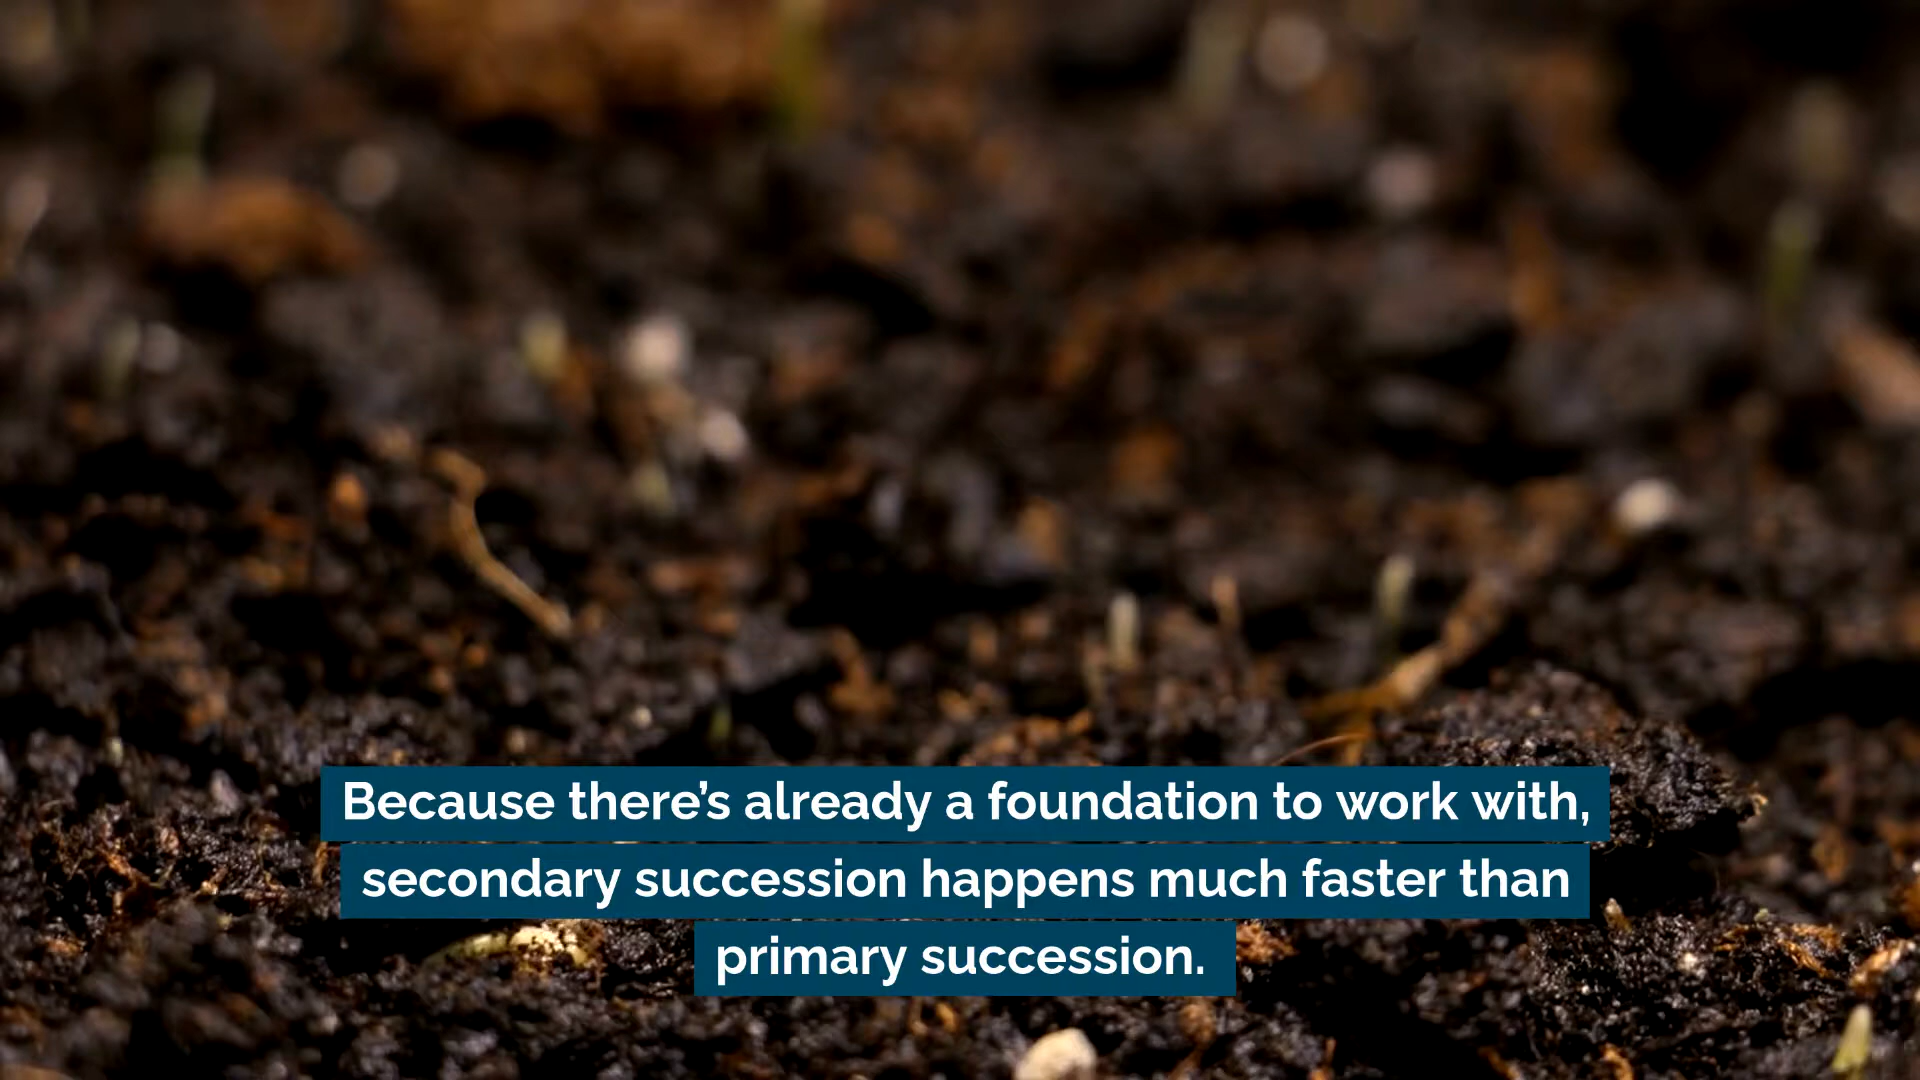 Because there’s already a foundation to work with,
secondary succession happens much faster than
primary succession.